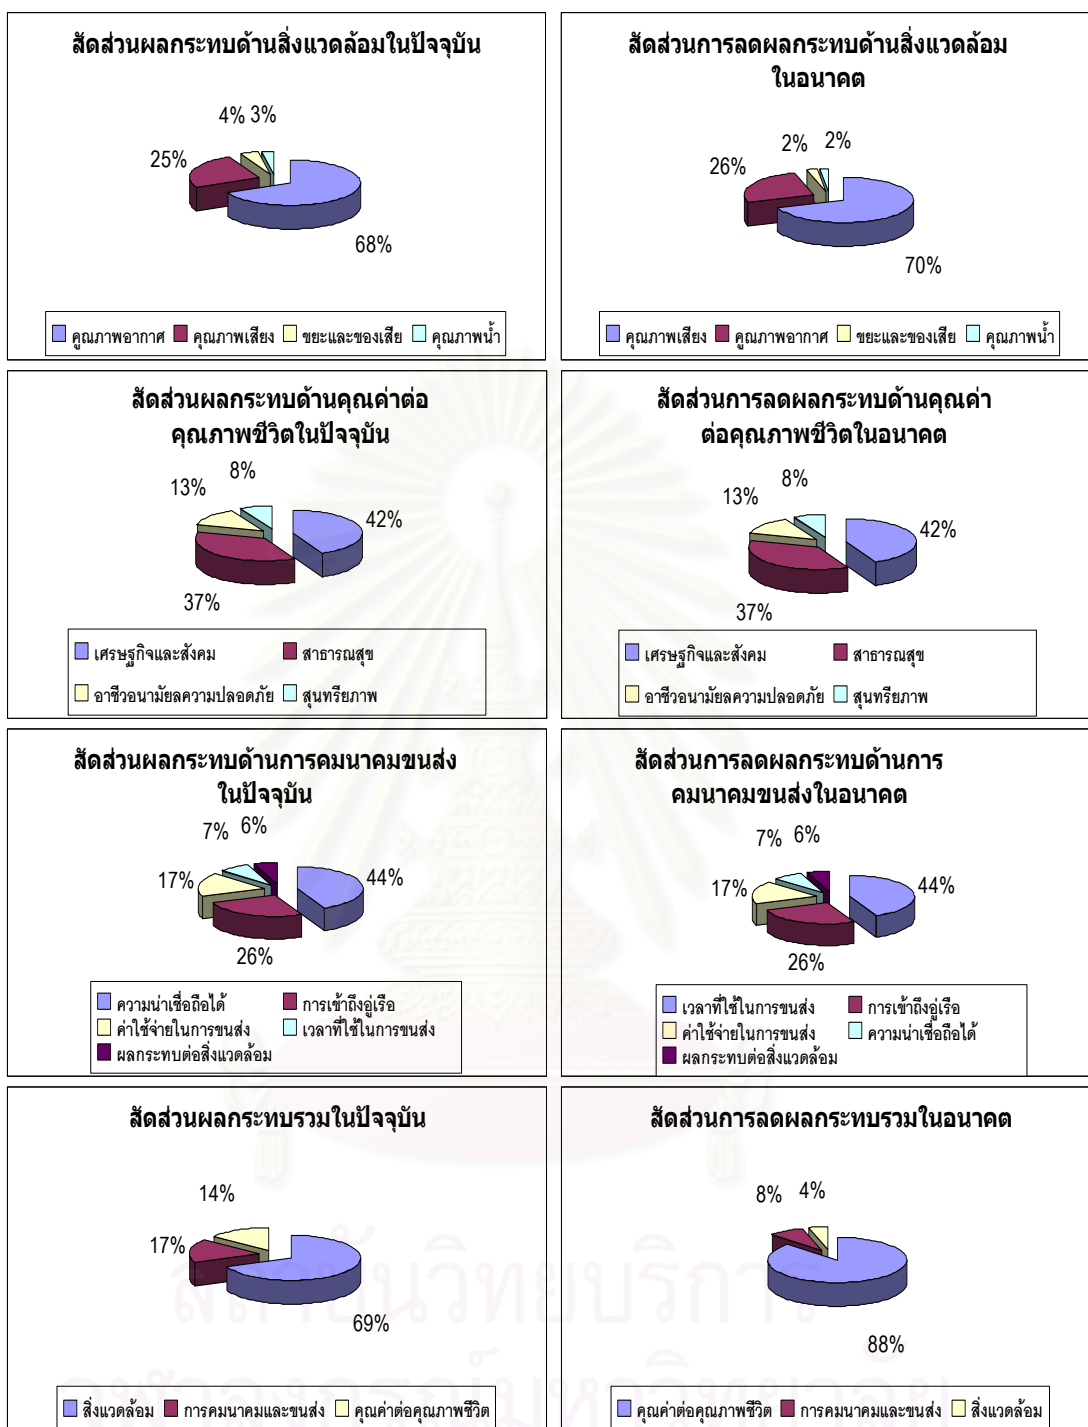 สัดส่วนผลกระทบด้านสิ่งแวดล้อมในปัจจุบัน
4% 3%
25%
68%
คูณภาพอากาศ คุณภาพเสียง ขยะและของเสีย คุณภาพน้ำ
สัดส่วนการลดผลกระทบด้านสิ่งแวดล้อม
ในอนาคต
2% 2%
26%
70%
คุณภาพเสียง คูณภาพอากาศ ขยะและของเสีย คุณภาพน้ำ
สัดส่วนผลกระทบด้านคุณค่าต่อ
คุณภาพชีวิตในปัจจุบัน
8%
13%
42%
37%
เศรษฐกิจและสังคม สาธารณสุข
อาชีวอนามัยลความปลอดภัย สุนทรียภาพ
สัดส่วนการลดผลกระทบด้านคุณค่า
ต่อคุณภาพชีวิตในอนาคต
8%
13%
42%
37%
เศรษฐกิจและสังคม สาธารณสุข
อาชีวอนามัยลความปลอดภัย สุนทรียภาพ
สัดส่วนผลกระทบด้านการคมนาคมขนส่ง
ในปัจจุบัน
7% 6%
17% 44%
26%
ความน่าเชื่อถือได้ การเข้าถึงอู่เรือ
ค่าใช้จ่ายในการขนส่ง เวลาที่ใช้ในการขนส่ง
ผลกระทบต่อสิ่งแวดล้อม
สัดส่วนการลดผลกระทบด้านการ
คมนาคมขนส่งในอนาคต
7% 6%
17% 44%
26%
เวลาที่ใช้ในการขนส่ง การเข้าถึงอู่เรือ
ค่าใช้จ่ายในการขนส่ง ความน่าเชื่อถือได้
ผลกระทบต่อสิ่งแวดล้อม
สัดส่วนผลกระทบรวมในปัจจุบัน
14%
17%
69%
สิ่งแวดล้อม การคมนาคมและขนส่ง คุณค่าต่อคุณภาพชีวิต
สัดส่วนการลดผลกระทบรวมในอนาคต
8% 4%
88%
คุณค่าต่อคุณภาพชีวิต การคมนาคมและขนส่ง สิ่งแวดล้อม
สถาบันวิทยบริการ
จุฬาลงกรณ์มหาวิทยาลัย